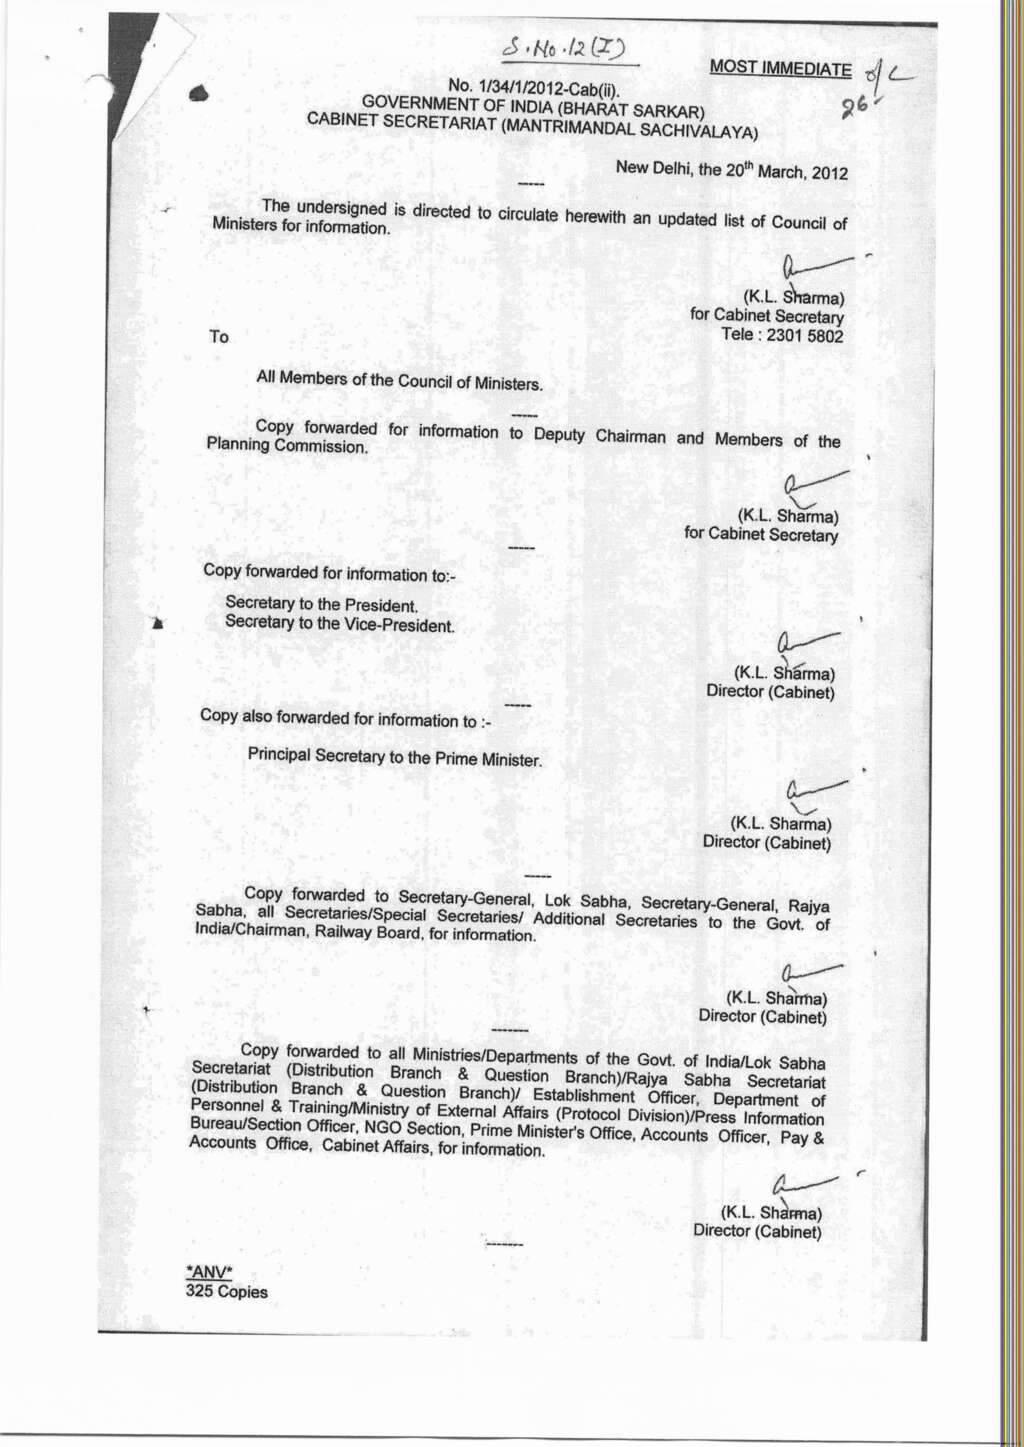 S.No.12(I)
MOST IMMEDIATE
No. 1/34/1/2012-Cab(ii).
GOVERNMENT OF INDIA (BHARAT SARKAR)
CABINET SECRETARIAT (MANTRIMANDAL SACHIVALAYA)
26
New Delhi, the 20th March, 2012
-----
The undersigned is directed to circulate herewith an updated list of Council of
Ministers for information.
(K.L. Sharma)
for Cabinet Secretary
Tele : 2301 5802
To
All Members of the Council of Ministers.
-----
Copy forwarded for information to Deputy Chairman and Members of the
Planning Commission.
(K.L. Sharma)
for Cabinet Secretary
-----
Copy forwarded for information to:-
Secretary to the President.
Secretary to the Vice-President.
(K.L. Sharma)
Director (Cabinet)
-----
Copy also forwarded for information to :-
Principal Secretary to the Prime Minister.
(K.L. Sharma)
Director (Cabinet)
-----
Copy forwarded to Secretary-General, Lok Sabha, Secretary-General, Rajya
Sabha, all Secretaries/Special Secretaries/ Additional Secretaries to the Govt. of
India/Chairman, Railway Board, for information.
(K.L. Sharma)
Director (Cabinet)
-------
Copy forwarded to all Ministries/Departments of the Govt. of India/Lok Sabha
Secretariat (Distribution Branch & Question Branch)/Rajya Sabha Secretariat
(Distribution Branch & Question Branch)/ Establishment Officer, Department of
Personnel & Training/Ministry of External Affairs (Protocol Division)/Press Information
Bureau/Section Officer, NGO Section, Prime Minister's Office, Accounts Officer, Pay &
Accounts Office, Cabinet Affairs, for information.
(K.L. Sharma)
Director (Cabinet)
-------
*ANV*
325 Copies